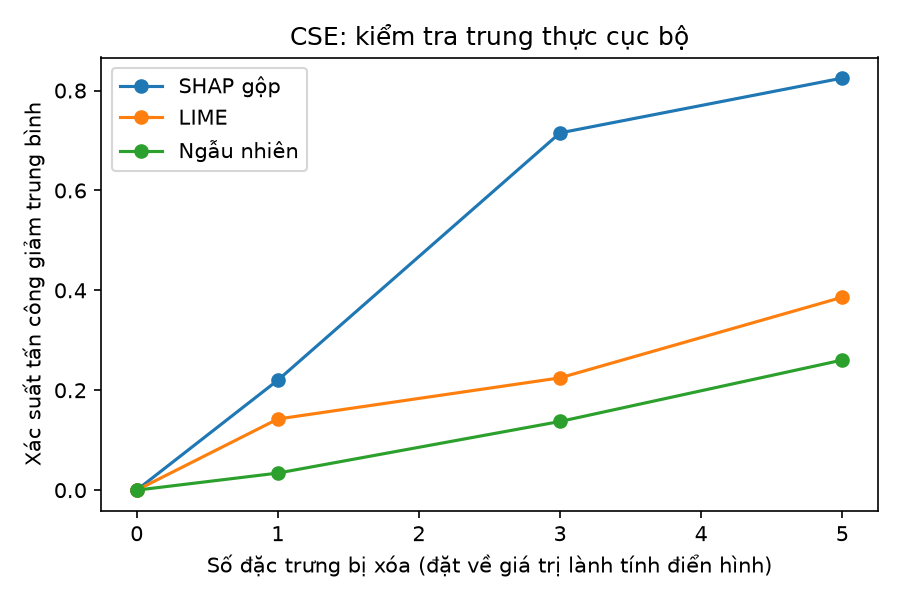 CSE: kiểm tra trung thực cục bộ
SHAP gộp
LIME
Ngẫu nhiên
Xác suất tấn công giảm trung bình
0.8
0.6
0.4
0.2
0.0
0 1 2 3 4 5
Số đặc trưng bị xóa (đặt về giá trị lành tính điển hình)